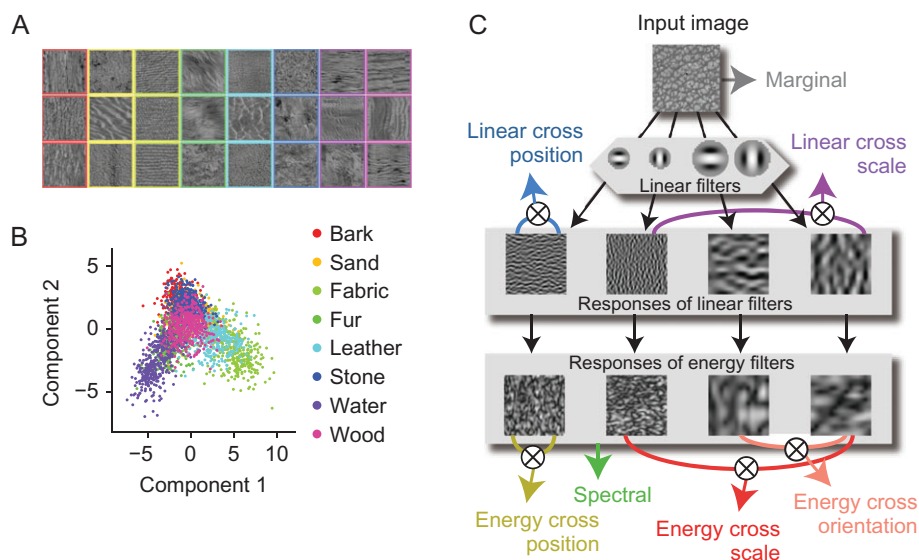 A
B
Component 2
5
0
−5
−5
0
5
10
Component 1
Bark
Sand
Fabric
Fur
Leather
Stone
Water
Wood
C
Input image
Marginal
Linear cross
position
Linear cross
scale
Linear filters
Responses of linear filters
Responses of energy filters
Energy cross
position
Spectral
Energy cross
scale
Energy cross
orientation